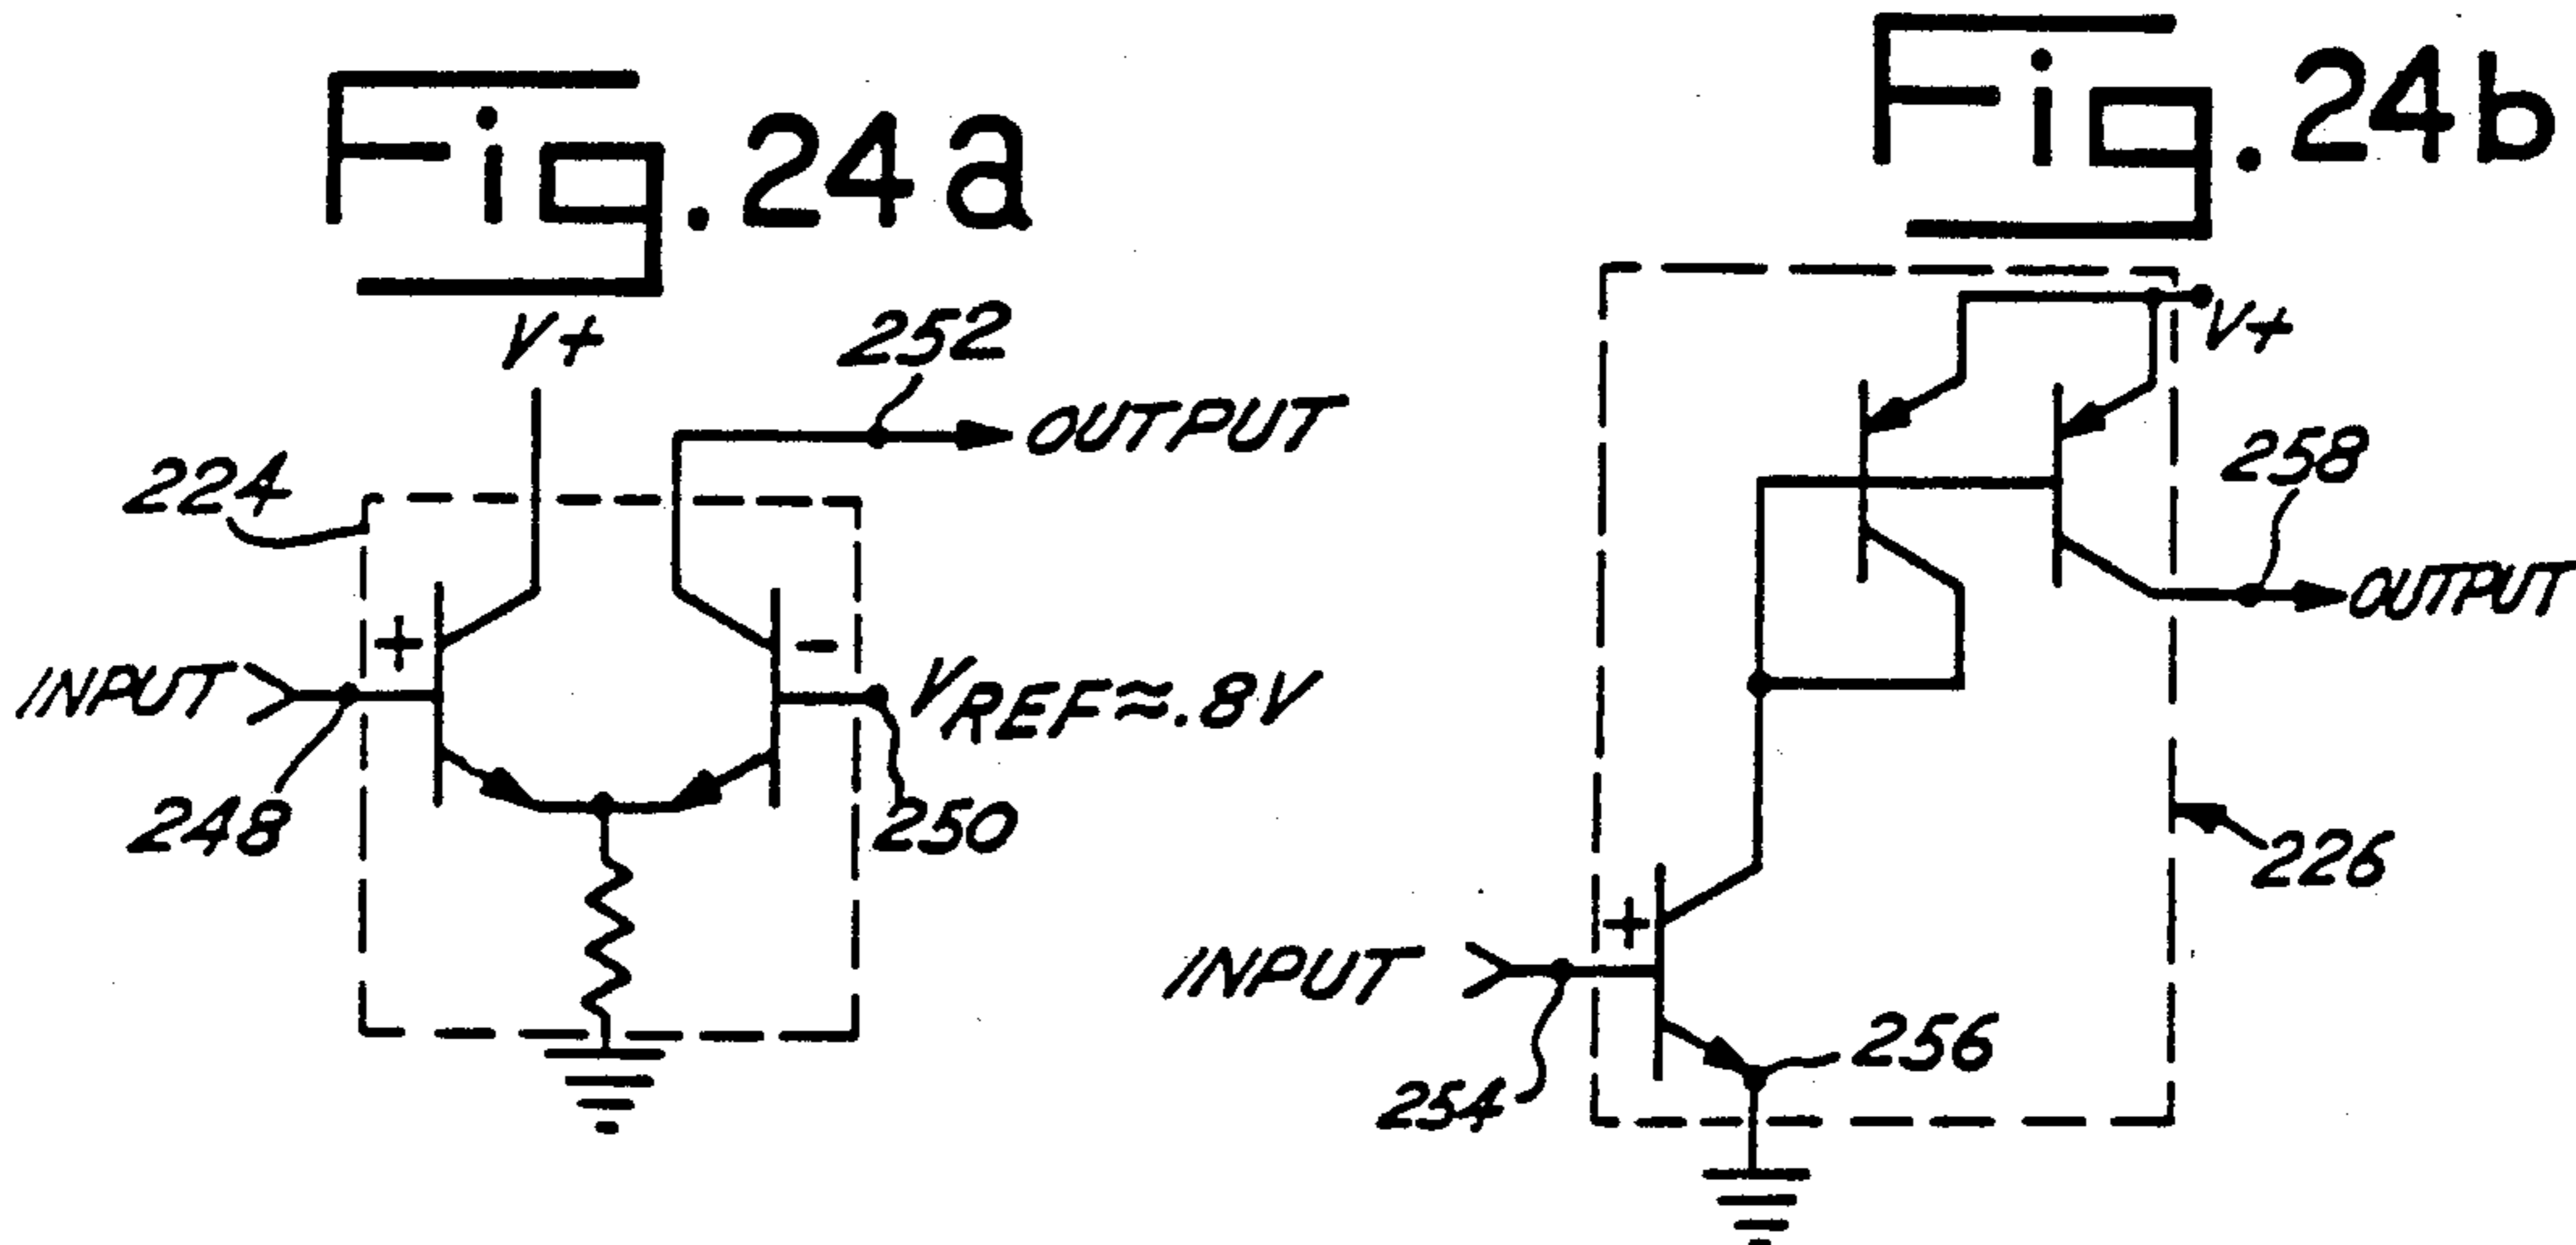 Fig. 24a
V+
252
OUTPUT
224
+
-
INPUT
VREF≈.8V
248
250
Fig. 24b
V+
258
OUTPUT
226
+
INPUT
254
256